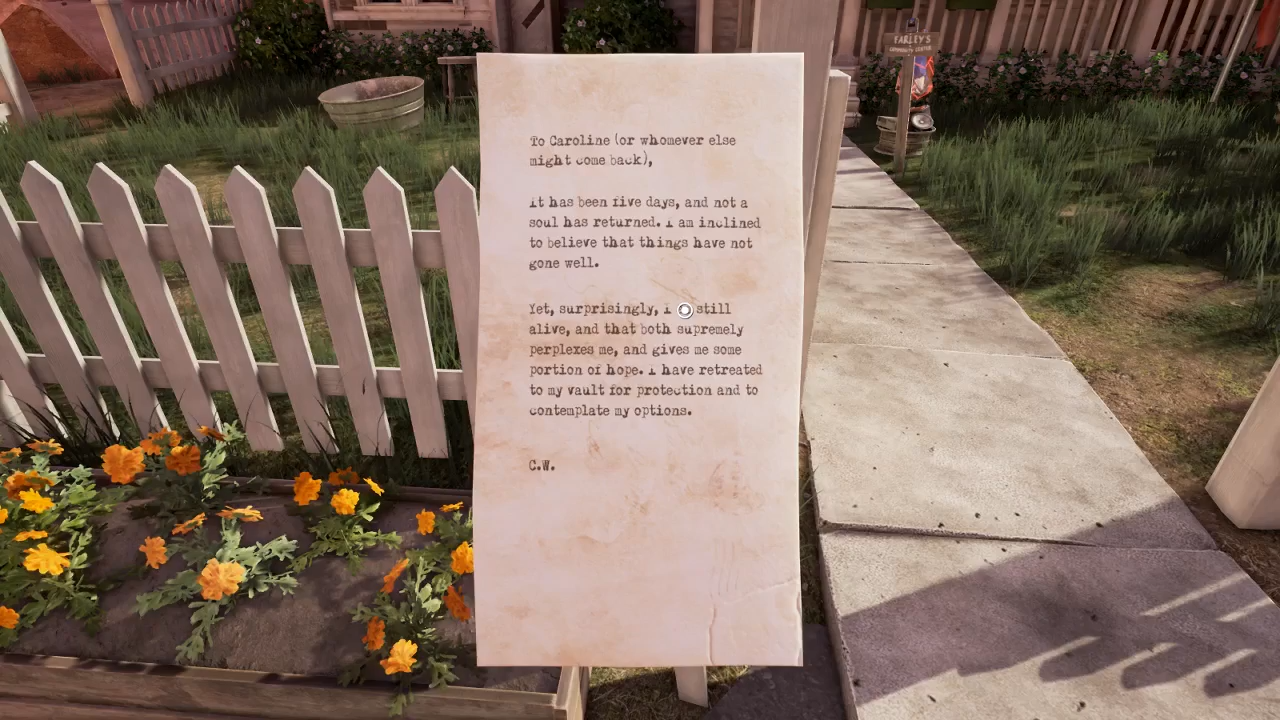 FARLEY'S
COMMUNITY CENTER
To Caroline (or whomever else
might come back),
It has been five days, and not a
soul has returned. I am inclined
to believe that things have not
gone well.
Yet, surprisingly, I still
alive, and that both supremely
perplexes me, and gives me some
portion of hope. I have retreated
to my vault for protection and to
contemplate my options.
C.W.